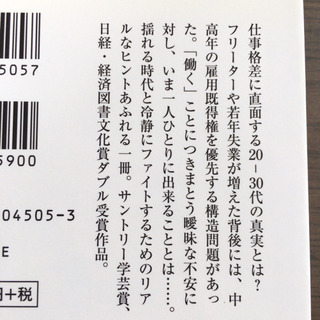 仕事格差に直面する20-30代の真実とは?
フリーターや若年失業が増えた背後には、中
高年の雇用既得権を優先する構造問題があっ
た。「働く」ことにつきまとう曖昧な不安に
対し、いま一人ひとりに出来ることとは……。
揺れる時代と冷静にファイトするためのリア
ルなヒントあふれる一冊。サントリー学芸賞、
日経・経済図書文化賞ダブル受賞作品。
5057
5900
04505-3
E
円+税